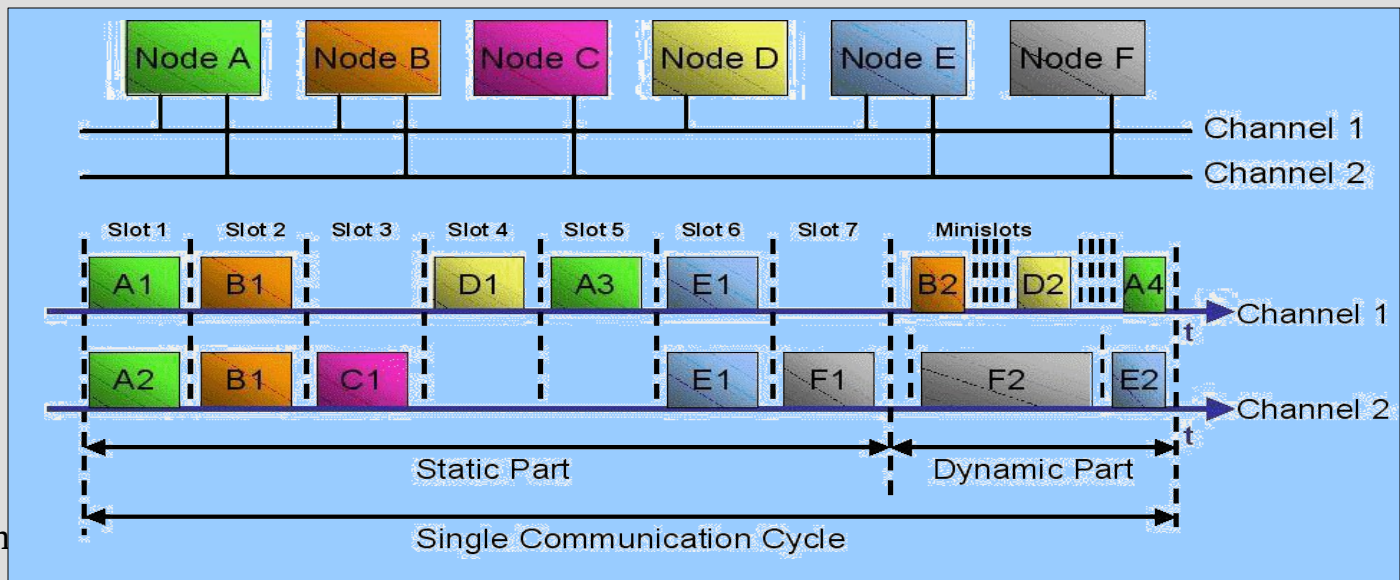 Node A Node B Node C Node D Node E Node F
Channel 1
Channel 2
Slot 1 Slot 2 Slot 3 Slot 4 Slot 5 Slot 6 Slot 7 Minislots
A1 B1 D1 A3 E1 B2 D2 A4
Channel 1
t
A2 B1 C1 E1 F1 F2 E2
Channel 2
t
Static Part Dynamic Part
Single Communication Cycle